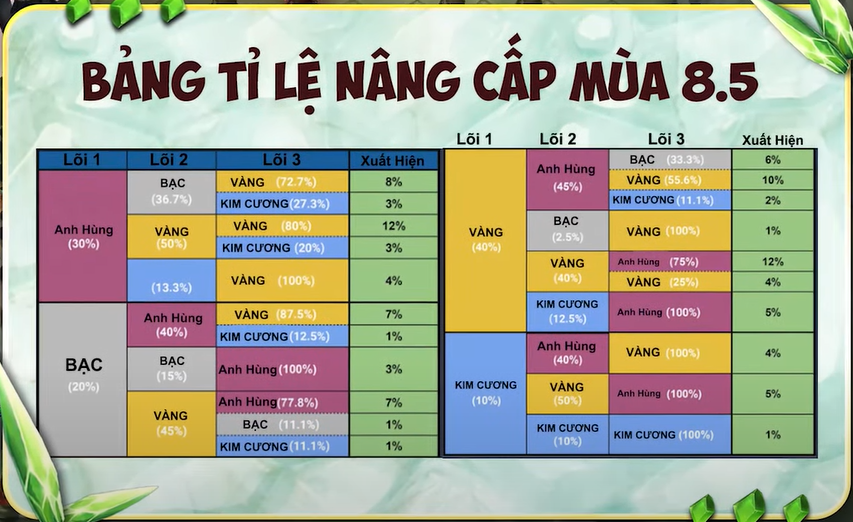 BẢNG TỈ LỆ NÂNG CẤP MÙA 8.5
Lõi 1 Lõi 2 Lõi 3 Xuất Hiện
Anh Hùng
(30%)
BẠC
(36.7%)
VÀNG (72.7%) 8%
KIM CƯƠNG (27.3%) 3%
VÀNG
(50%)
VÀNG (80%) 12%
KIM CƯƠNG (20%) 3%
(13.3%)
VÀNG (100%) 4%
BẠC
(20%)
Anh Hùng
(40%)
VÀNG (87.5%) 7%
KIM CƯƠNG (12.5%) 1%
BẠC
(15%)
Anh Hùng (100%) 3%
VÀNG
(45%)
Anh Hùng (77.8%) 7%
BẠC (11.1%) 1%
KIM CƯƠNG (11.1%) 1%
Lõi 1 Lõi 2 Lõi 3 Xuất Hiện
VÀNG
(40%)
Anh Hùng
(45%)
BẠC (33.3%) 6%
VÀNG (55.6%) 10%
KIM CƯƠNG (11.1%) 2%
BẠC
(2.5%)
VÀNG (100%) 1%
VÀNG
(40%)
Anh Hùng (75%) 12%
VÀNG (25%) 4%
KIM CƯƠNG
(12.5%)
Anh Hùng (100%) 5%
KIM CƯƠNG
(10%)
Anh Hùng
(40%)
VÀNG (100%) 4%
VÀNG
(50%)
Anh Hùng (100%) 5%
KIM CƯƠNG
(10%)
KIM CƯƠNG (100%) 1%